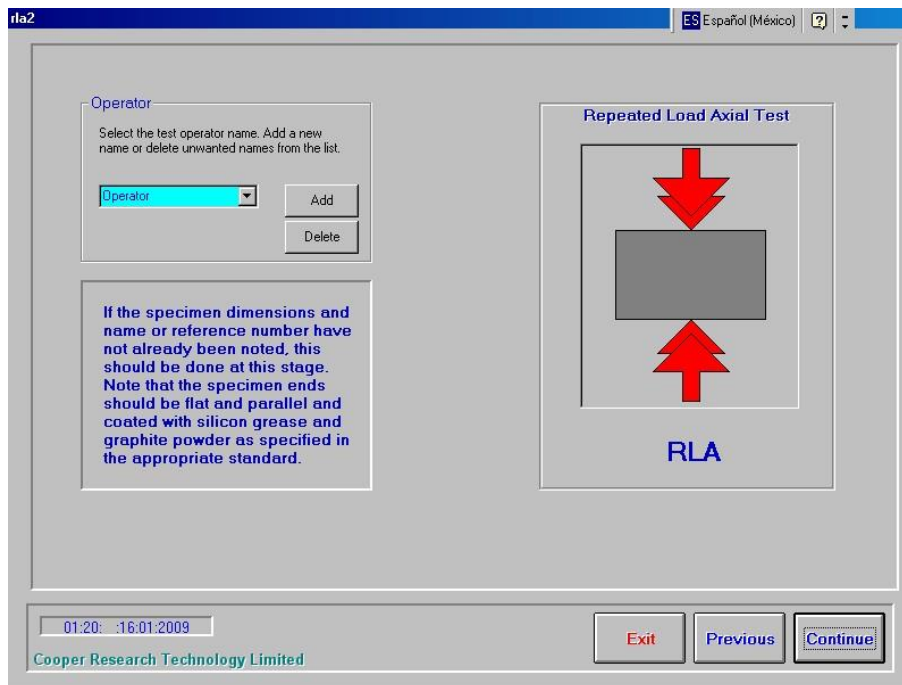 rla2
ES Español (México)
Operator
Select the test operator name. Add a new
name or delete unwanted names from the list.
Operator
Add
Delete
If the specimen dimensions and
name or reference number have
not already been noted, this
should be done at this stage.
Note that the specimen ends
should be flat and parallel and
coated with silicon grease and
graphite powder as specified in
the appropriate standard.
Repeated Load Axial Test
RLA
01:20: :16:01:2009
Cooper Research Technology Limited
Exit
Previous
Continue